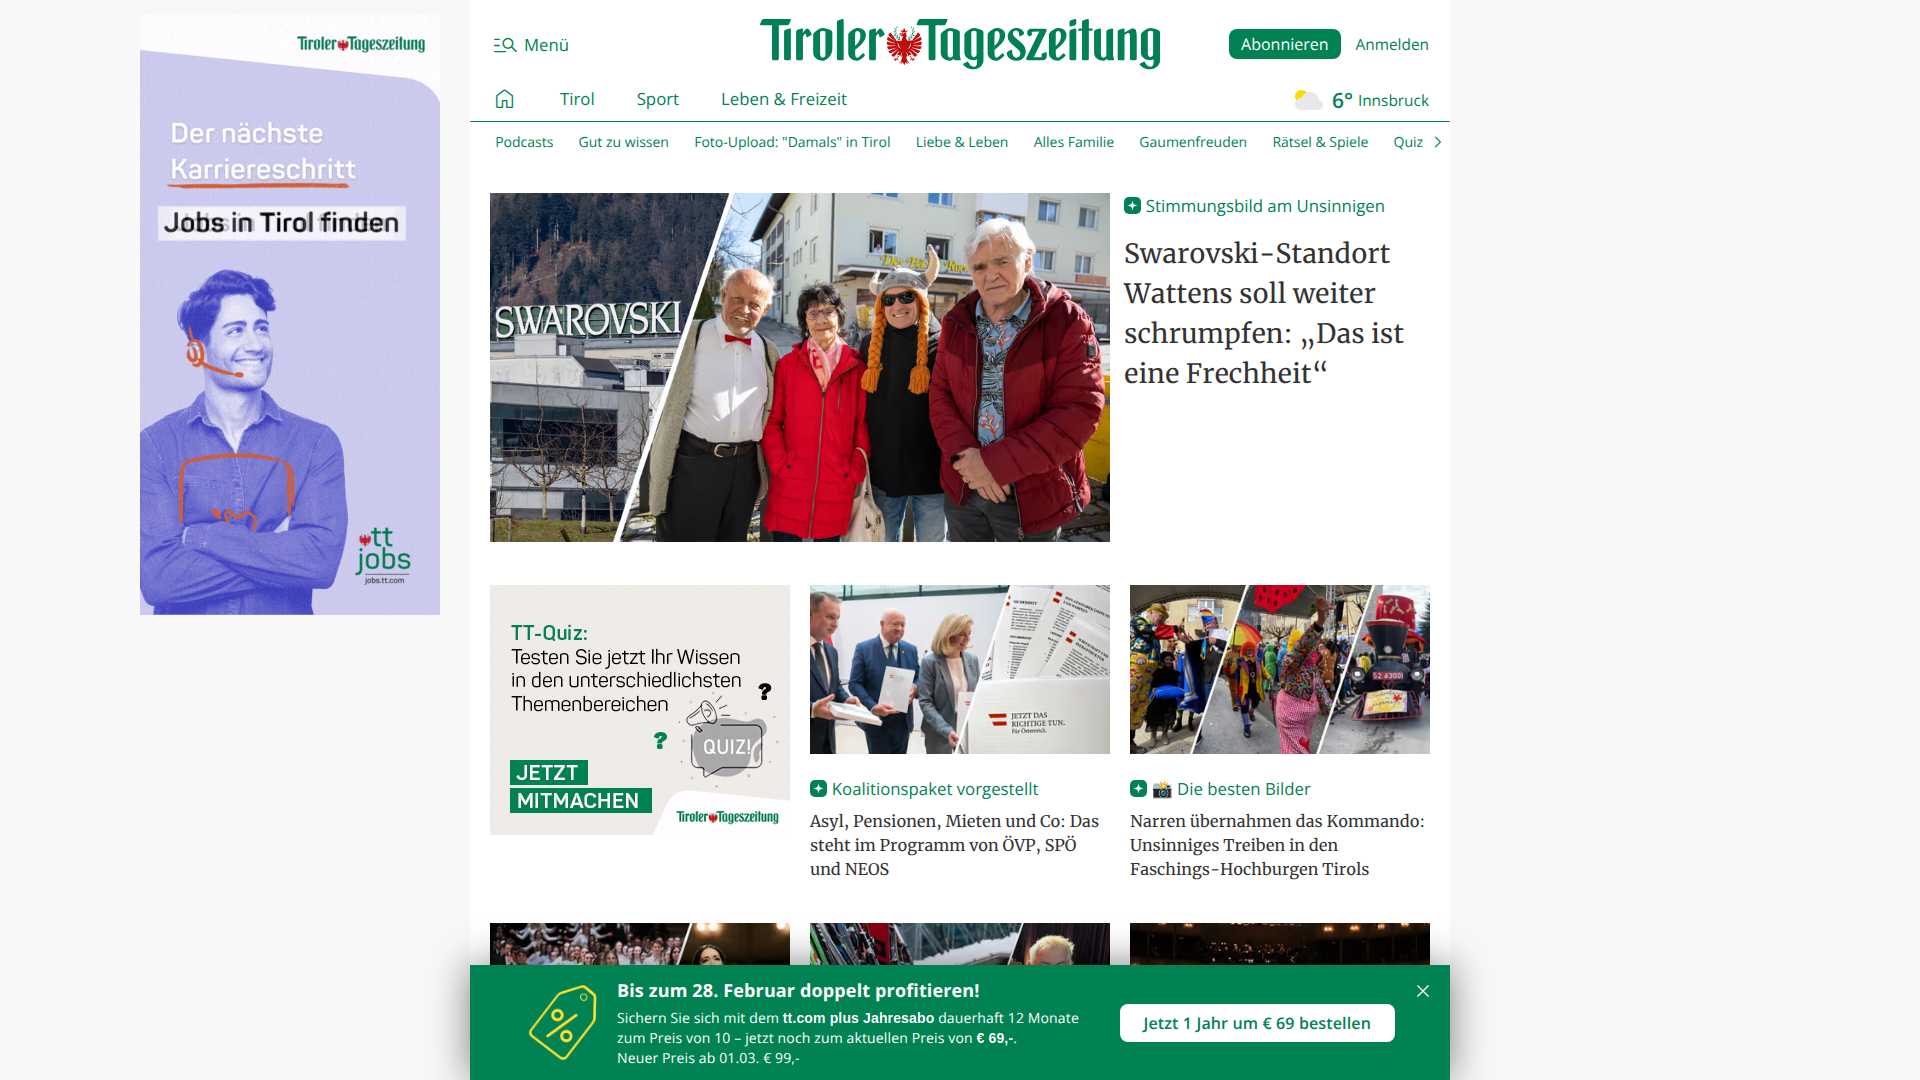 Tiroler Tageszeitung
Der nächste
Karriereschritt
Jobs in Tirol finden
tt
jobs
jobs.tt.com
Menü
Tiroler Tageszeitung
Abonnieren
Anmelden
Tirol
Sport
Leben & Freizeit
6° Innsbruck
Podcasts
Gut zu wissen
Foto-Upload: "Damals" in Tirol
Liebe & Leben
Alles Familie
Gaumenfreuden
Rätsel & Spiele
Quiz
SWAROVSKI
Stimmungsbild am Unsinnigen
Swarovski-Standort
Wattens soll weiter
schrumpfen: „Das ist
eine Frechheit“
TT-Quiz:
Testen Sie jetzt Ihr Wissen
in den unterschiedlichsten
Themenbereichen
?
?
QUIZ!
JETZT
MITMACHEN
Tiroler Tageszeitung
JETZT DAS
RICHTIGE TUN.
Für Österreich.
Koalitionspaket vorgestellt
Asyl, Pensionen, Mieten und Co: Das
steht im Programm von ÖVP, SPÖ
und NEOS
Die besten Bilder
Narren übernahmen das Kommando:
Unsinniges Treiben in den
Faschings-Hochburgen Tirols
Bis zum 28. Februar doppelt profitieren!
Sichern Sie sich mit dem tt.com plus Jahresabo dauerhaft 12 Monate
zum Preis von 10 – jetzt noch zum aktuellen Preis von € 69,-.
Neuer Preis ab 01.03. € 99,-
Jetzt 1 Jahr um € 69 bestellen